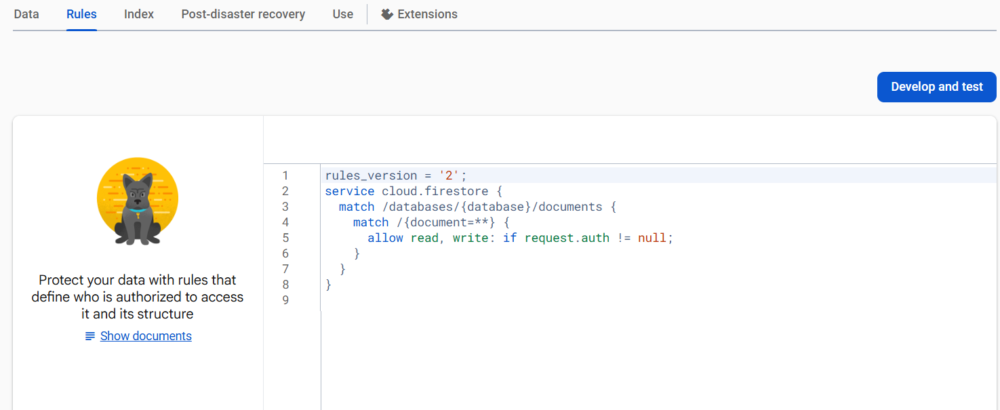 Data Rules Index Post-disaster recovery Use Extensions
Develop and test
Protect your data with rules that
define who is authorized to access
it and its structure
Show documents
1 rules_version = '2';
2 service cloud.firestore {
3   match /databases/{database}/documents {
4     match /{document=**} {
5       allow read, write: if request.auth != null;
6     }
7   }
8 }
9